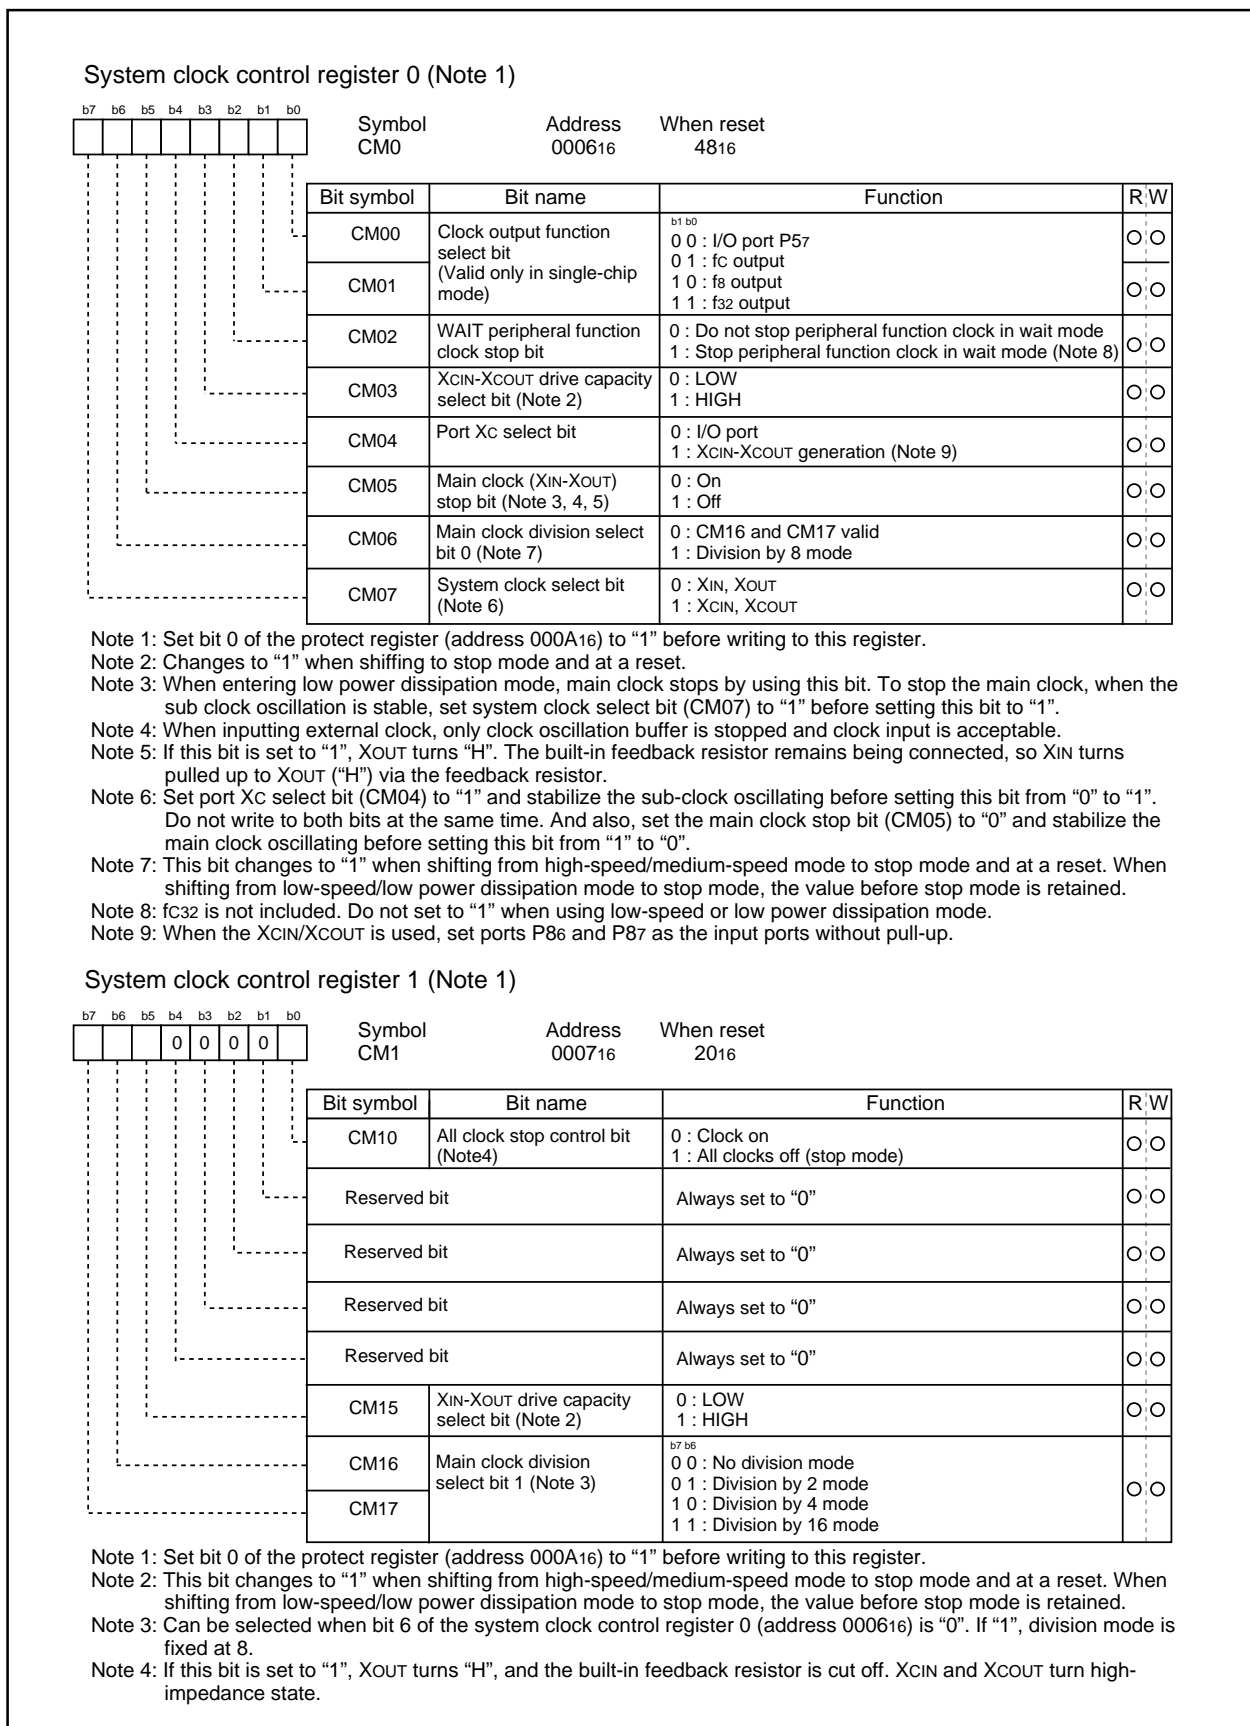 System clock control register 0 (Note 1)
b7 b6 b5 b4 b3 b2 b1 b0
Symbol Address When reset
CM0 000616 4816
Bit symbol Bit name Function R W
CM00 Clock output function select bit (Valid only in single-chip mode)
b1 b0
0 0 : I/O port P57
0 1 : fC output
CM01
1 0 : f8 output
1 1 : f32 output
CM02 WAIT peripheral function 0 : Do not stop peripheral function clock in wait mode
clock stop bit 1 : Stop peripheral function clock in wait mode (Note 8)
CM03 XCIN-XCOUT drive capacity 0 : LOW
select bit (Note 2) 1 : HIGH
CM04 Port XC select bit 0 : I/O port
1 : XCIN-XCOUT generation (Note 9)
CM05 Main clock (XIN-XOUT) 0 : On
stop bit (Note 3, 4, 5) 1 : Off
CM06 Main clock division select 0 : CM16 and CM17 valid
bit 0 (Note 7) 1 : Division by 8 mode
CM07 System clock select bit 0 : XIN, XOUT
(Note 6) 1 : XCIN, XCOUT
Note 1: Set bit 0 of the protect register (address 000A16) to “1” before writing to this register.
Note 2: Changes to “1” when shiffing to stop mode and at a reset.
Note 3: When entering low power dissipation mode, main clock stops by using this bit. To stop the main clock, when the
sub clock oscillation is stable, set system clock select bit (CM07) to “1” before setting this bit to “1”.
Note 4: When inputting external clock, only clock oscillation buffer is stopped and clock input is acceptable.
Note 5: If this bit is set to “1”, XOUT turns “H”. The built-in feedback resistor remains being connected, so XIN turns
pulled up to XOUT (“H”) via the feedback resistor.
Note 6: Set port XC select bit (CM04) to “1” and stabilize the sub-clock oscillating before setting this bit from “0” to “1”.
Do not write to both bits at the same time. And also, set the main clock stop bit (CM05) to “0” and stabilize the
main clock oscillating before setting this bit from “1” to “0”.
Note 7: This bit changes to “1” when shifting from high-speed/medium-speed mode to stop mode and at a reset. When
shifting from low-speed/low power dissipation mode to stop mode, the value before stop mode is retained.
Note 8: fC32 is not included. Do not set to “1” when using low-speed or low power dissipation mode.
Note 9: When the XCIN/XCOUT is used, set ports P86 and P87 as the input ports without pull-up.
System clock control register 1 (Note 1)
b7 b6 b5 b4 b3 b2 b1 b0
0 0 0 0
Symbol Address When reset
CM1 000716 2016
Bit symbol Bit name Function R W
CM10 All clock stop control bit 0 : Clock on
(Note4) 1 : All clocks off (stop mode)
Reserved bit Always set to “0”
Reserved bit Always set to “0”
Reserved bit Always set to “0”
Reserved bit Always set to “0”
CM15 XIN-XOUT drive capacity 0 : LOW
select bit (Note 2) 1 : HIGH
b7 b6
CM16 Main clock division 0 0 : No division mode
select bit 1 (Note 3) 0 1 : Division by 2 mode
CM17 1 0 : Division by 4 mode
1 1 : Division by 16 mode
Note 1: Set bit 0 of the protect register (address 000A16) to “1” before writing to this register.
Note 2: This bit changes to “1” when shifting from high-speed/medium-speed mode to stop mode and at a reset. When
shifting from low-speed/low power dissipation mode to stop mode, the value before stop mode is retained.
Note 3: Can be selected when bit 6 of the system clock control register 0 (address 000616) is “0”. If “1”, division mode is
fixed at 8.
Note 4: If this bit is set to “1”, XOUT turns “H”, and the built-in feedback resistor is cut off. XCIN and XCOUT turn high-
impedance state.